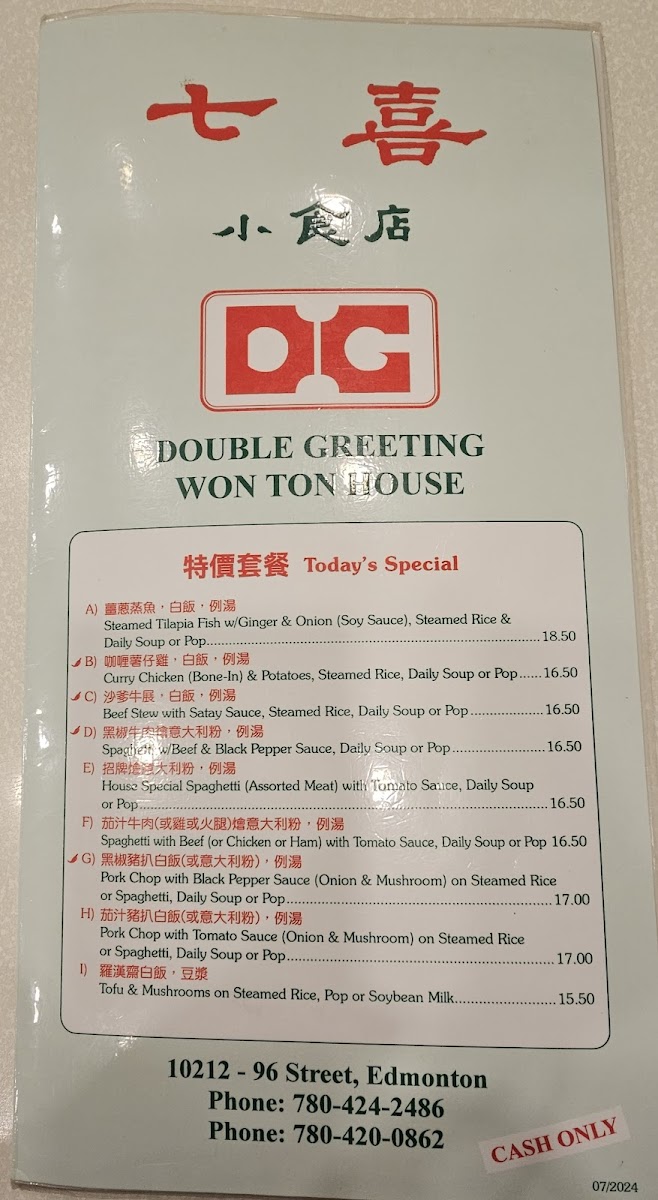 七 喜
小食店
DG
DOUBLE GREETING
WON TON HOUSE
特價套餐 Today's Special
A) 薑蔥蒸魚，白飯，例湯
Steamed Tilapia Fish w/Ginger & Onion (Soy Sauce), Steamed Rice &
Daily Soup or Pop 18.50
B) 咖喱薯仔雞，白飯，例湯
Curry Chicken (Bone-In) & Potatoes, Steamed Rice, Daily Soup or Pop 16.50
C) 沙爹牛展，白飯，例湯
Beef Stew with Satay Sauce, Steamed Rice, Daily Soup or Pop 16.50
D) 黑椒牛肉燴意大利粉，例湯
Spaghetti w/Beef & Black Pepper Sauce, Daily Soup or Pop 16.50
E) 招牌燴意大利粉，例湯
House Special Spaghetti (Assorted Meat) with Tomato Sauce, Daily Soup
or Pop 16.50
F) 茄汁牛肉(或雞或火腿)燴意大利粉，例湯
Spaghetti with Beef (or Chicken or Ham) with Tomato Sauce, Daily Soup or Pop 16.50
G) 黑椒豬扒白飯(或意大利粉)，例湯
Pork Chop with Black Pepper Sauce (Onion & Mushroom) on Steamed Rice
or Spaghetti, Daily Soup or Pop 17.00
H) 茄汁豬扒白飯(或意大利粉)，例湯
Pork Chop with Tomato Sauce (Onion & Mushroom) on Steamed Rice
or Spaghetti, Daily Soup or Pop 17.00
I) 羅漢齋白飯，豆漿
Tofu & Mushrooms on Steamed Rice, Pop or Soybean Milk 15.50
10212 - 96 Street, Edmonton
Phone: 780-424-2486
Phone: 780-420-0862
CASH ONLY
07/2024